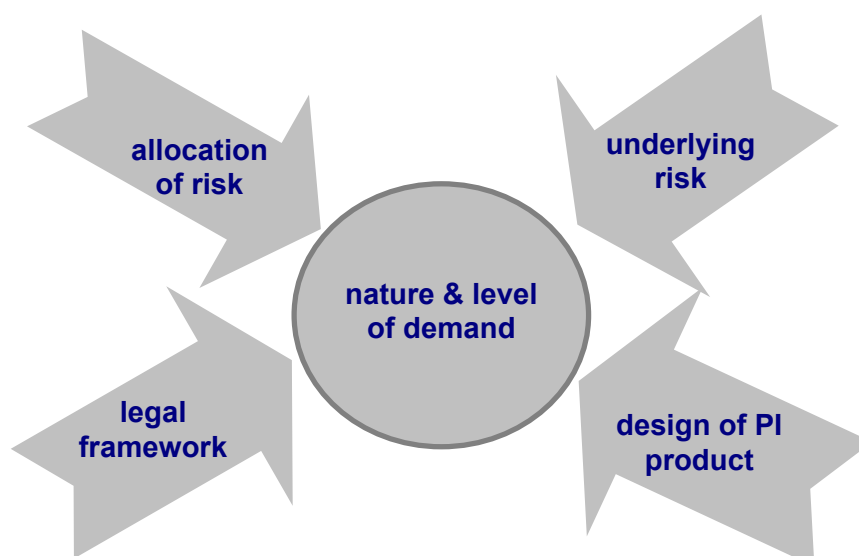 allocation
of risk
underlying
risk
nature & level
of demand
legal
framework
design of PI
product